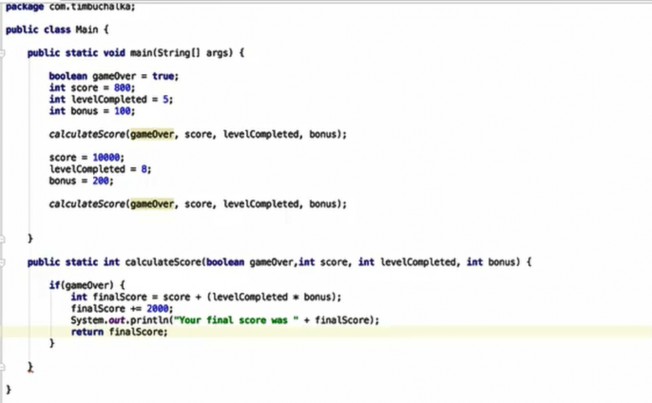 package com.timbuchalka;
public class Main {
public static void main(String[] args) {
boolean gameOver = true;
int score = 800;
int levelCompleted = 5;
int bonus = 100;
calculateScore(gameOver, score, levelCompleted, bonus);
score = 10000;
levelCompleted = 8;
bonus = 200;
calculateScore(gameOver, score, levelCompleted, bonus);
}
public static int calculateScore(boolean gameOver,int score, int levelCompleted, int bonus) {
if(gameOver) {
int finalScore = score + (levelCompleted * bonus);
finalScore += 2000;
System.out.println("Your final score was " + finalScore);
return finalScore;
}
}
}